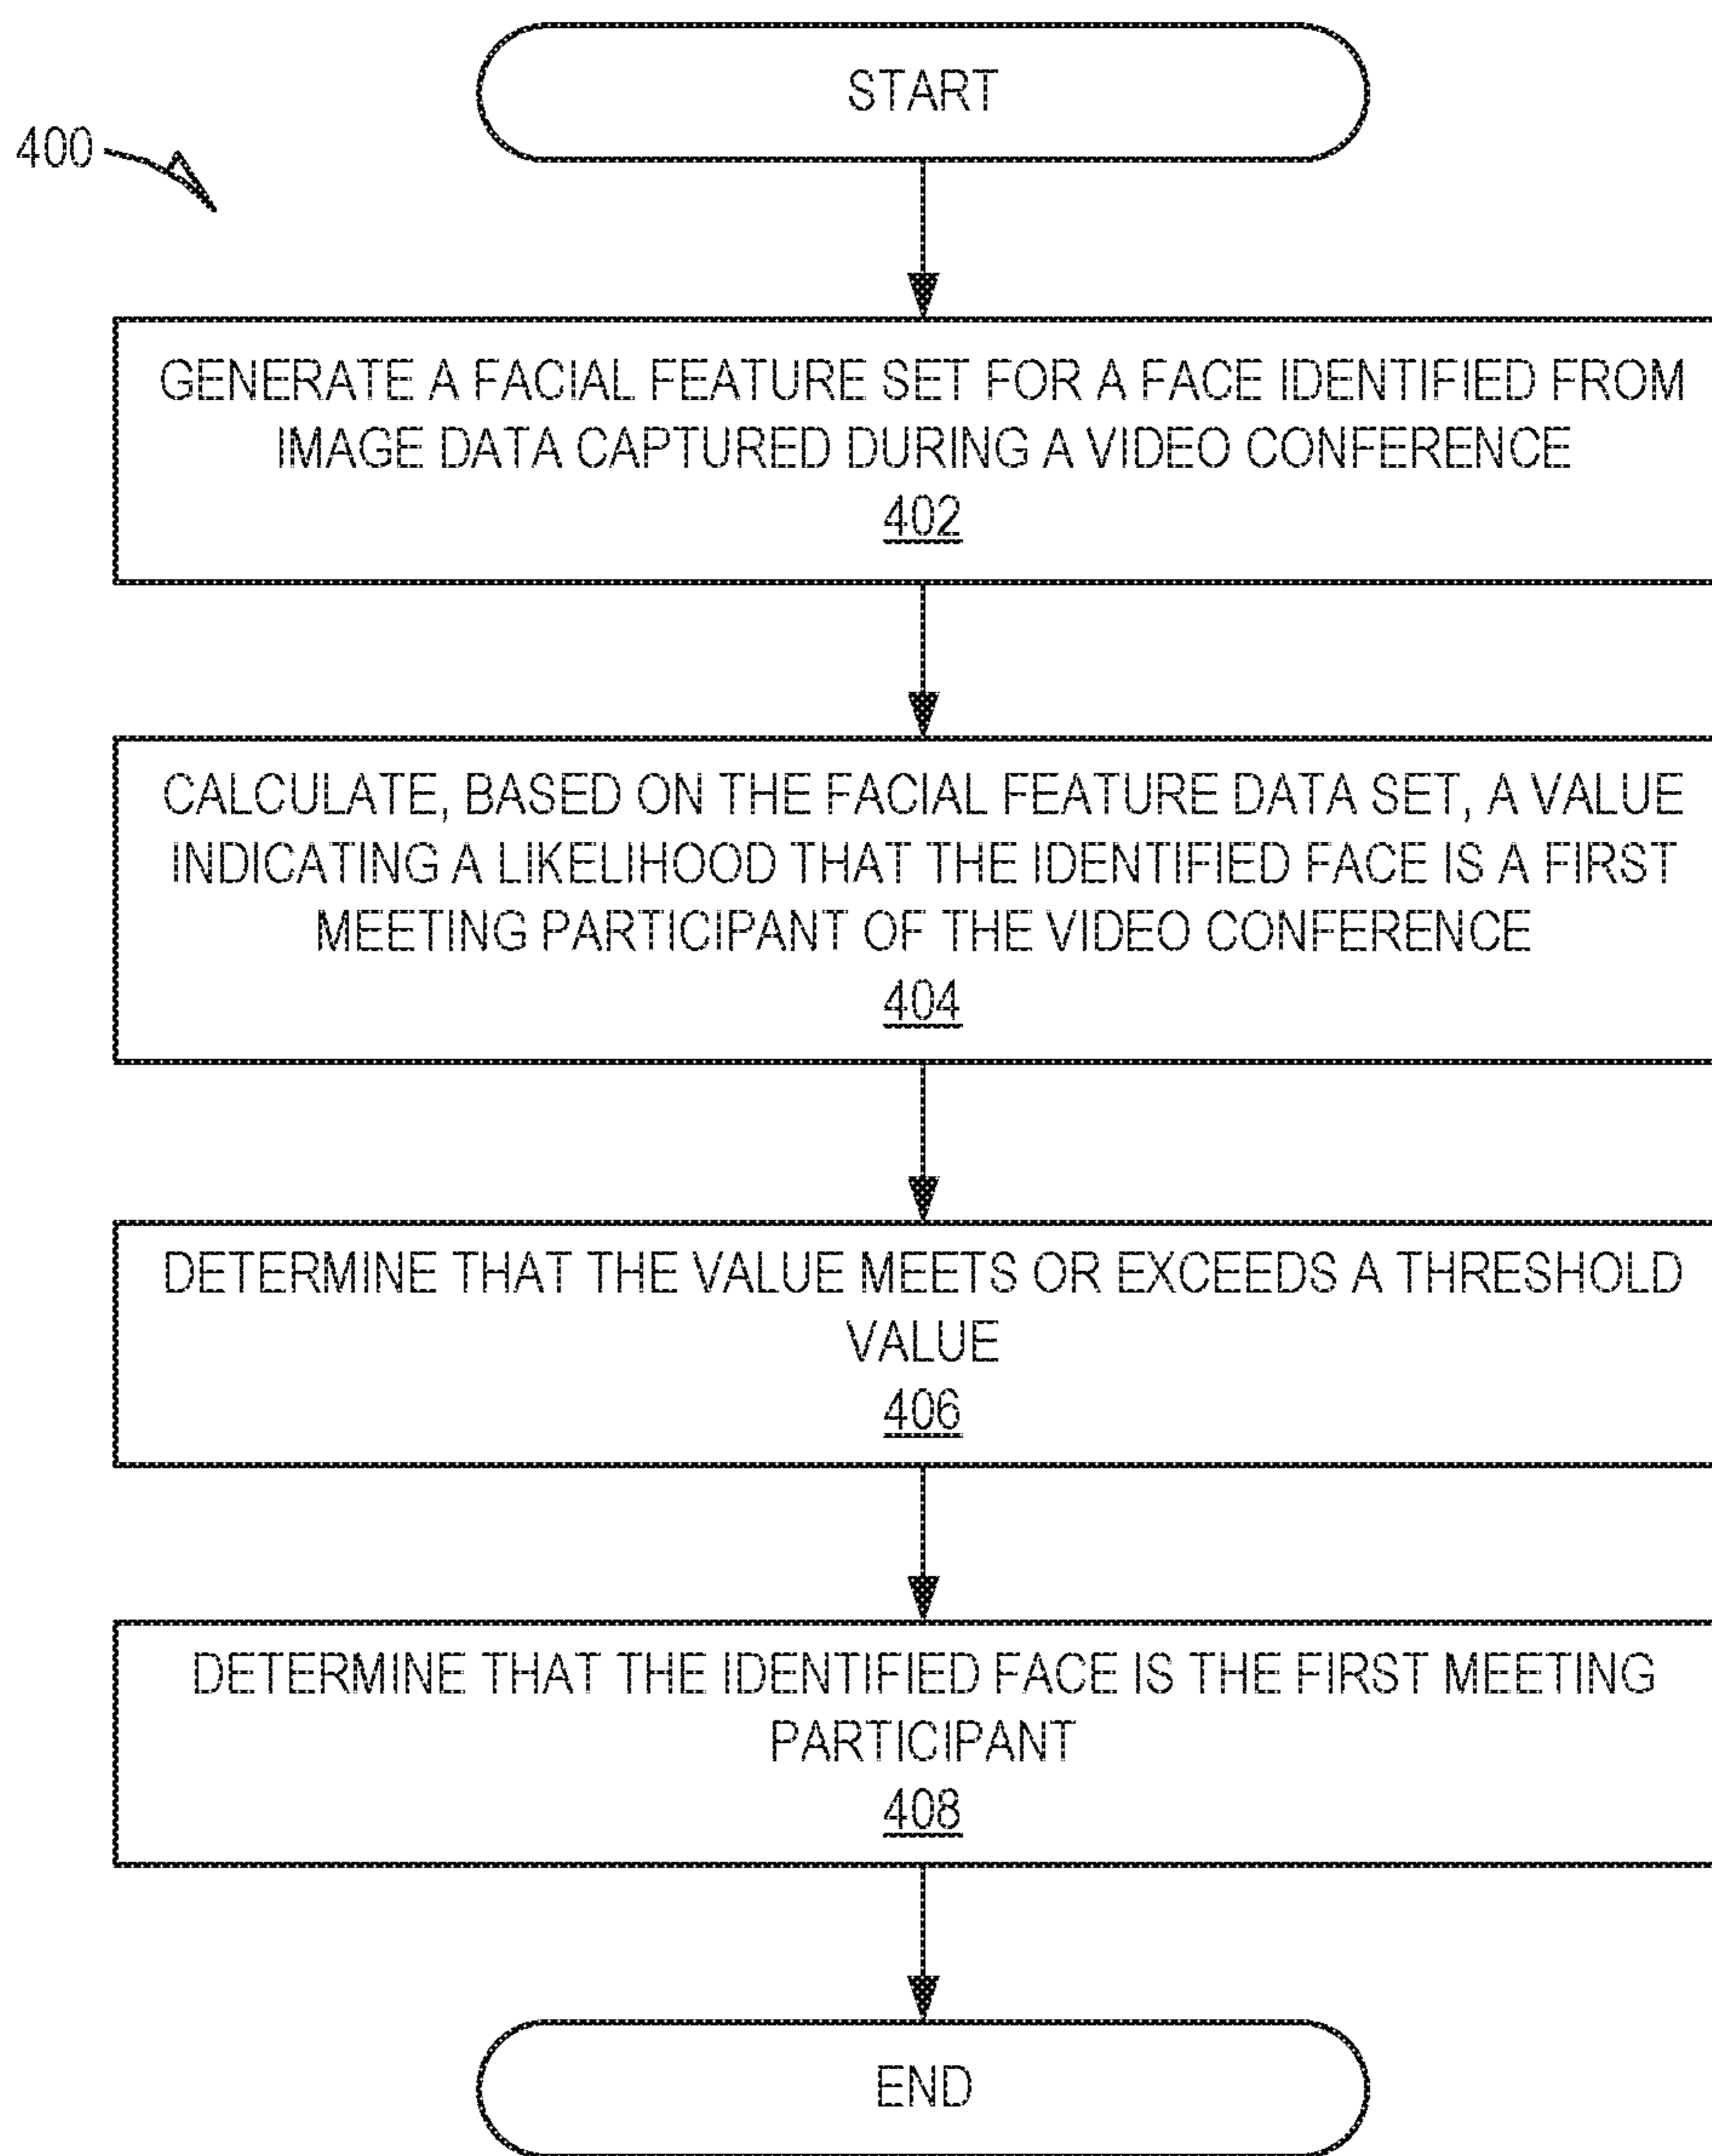 START
400
GENERATE A FACIAL FEATURE SET FOR A FACE IDENTIFIED FROM
IMAGE DATA CAPTURED DURING A VIDEO CONFERENCE
402
CALCULATE, BASED ON THE FACIAL FEATURE DATA SET, A VALUE
INDICATING A LIKELIHOOD THAT THE IDENTIFIED FACE IS A FIRST
MEETING PARTICIPANT OF THE VIDEO CONFERENCE
404
DETERMINE THAT THE VALUE MEETS OR EXCEEDS A THRESHOLD
VALUE
406
DETERMINE THAT THE IDENTIFIED FACE IS THE FIRST MEETING
PARTICIPANT
408
END